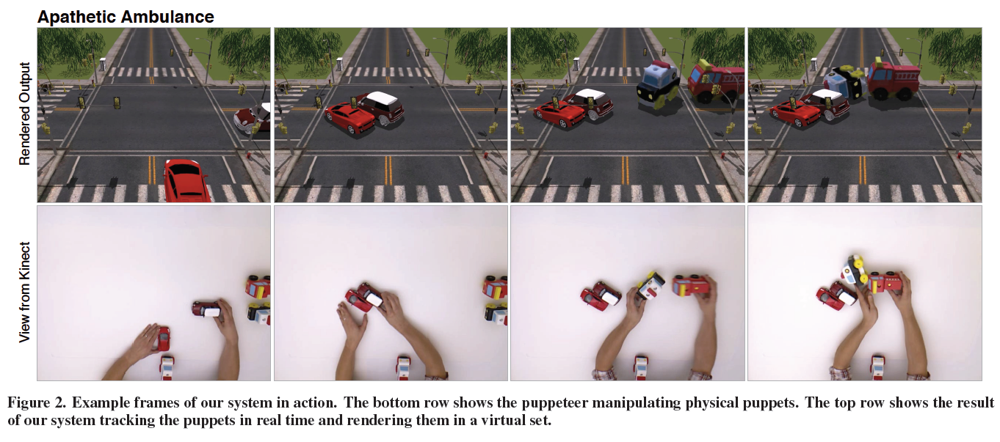 Apathetic Ambulance
Rendered Output
View from Kinect
Figure 2. Example frames of our system in action. The bottom row shows the puppeteer manipulating physical puppets. The top row shows the result
of our system tracking the puppets in real time and rendering them in a virtual set.